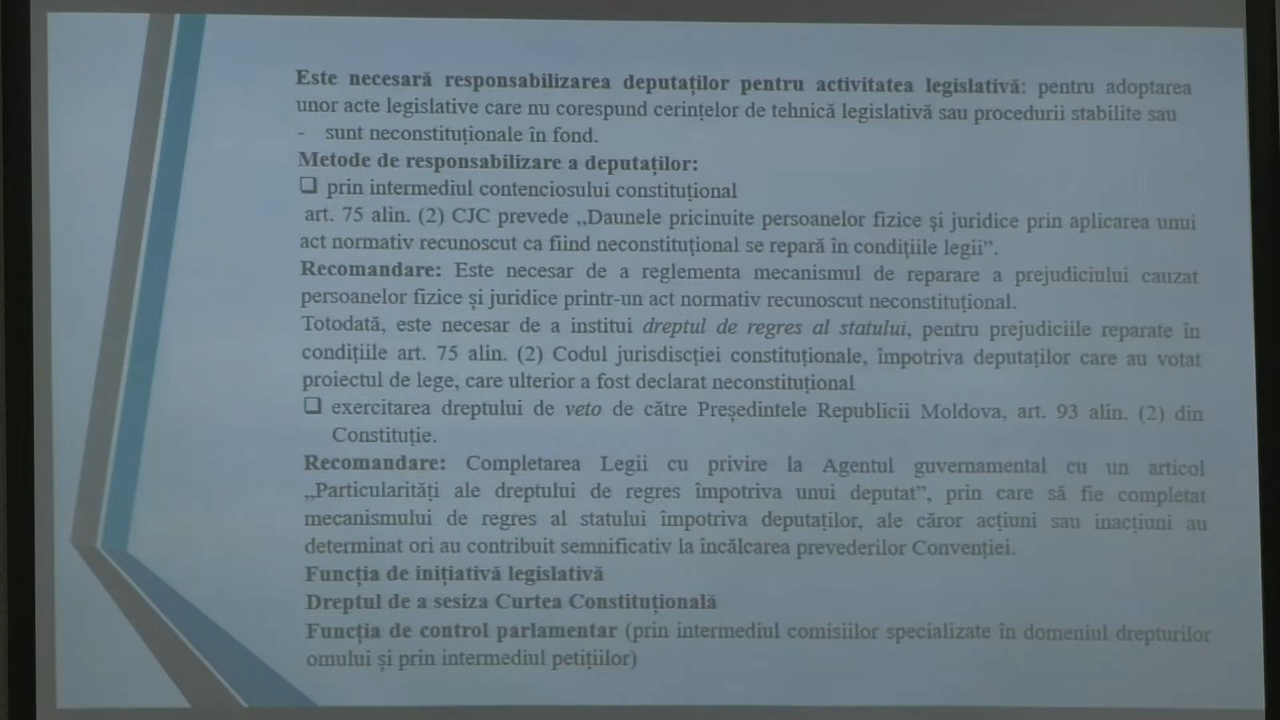 Este necesară responsabilizarea deputaților pentru activitatea legislativă: pentru adoptarea
unor acte legislative care nu corespund cerințelor de tehnică legislativă sau procedurii stabilite sau
- sunt neconstituționale în fond.
Metode de responsabilizare a deputaților:
❑ prin intermediul contenciosului constituțional
art. 75 alin. (2) CJC prevede ,,Daunele pricinuite persoanelor fizice și juridice prin aplicarea unui
act normativ recunoscut ca fiind neconstituțional se repară în condițiile legii”.
Recomandare: Este necesar de a reglementa mecanismul de reparare a prejudiciului cauzat
persoanelor fizice și juridice printr-un act normativ recunoscut neconstituțional.
Totodată, este necesar de a institui dreptul de regres al statului, pentru prejudiciile reparate în
condițiile art. 75 alin. (2) Codul jurisdiscției constituționale, împotriva deputaților care au votat
proiectul de lege, care ulterior a fost declarat neconstituțional
❑ exercitarea dreptului de veto de către Președintele Republicii Moldova, art. 93 alin. (2) din
Constituție.
Recomandare: Completarea Legii cu privire la Agentul guvernamental cu un articol
,,Particularități ale dreptului de regres împotriva unui deputat”, prin care să fie completat
mecanismului de regres al statului împotriva deputaților, ale căror acțiuni sau inacțiuni au
determinat ori au contribuit semnificativ la încălcarea prevederilor Convenției.
Funcția de inițiativă legislativă
Dreptul de a sesiza Curtea Constituțională
Funcția de control parlamentar (prin intermediul comisiilor specializate în domeniul drepturilor
omului și prin intermediul petițiilor)